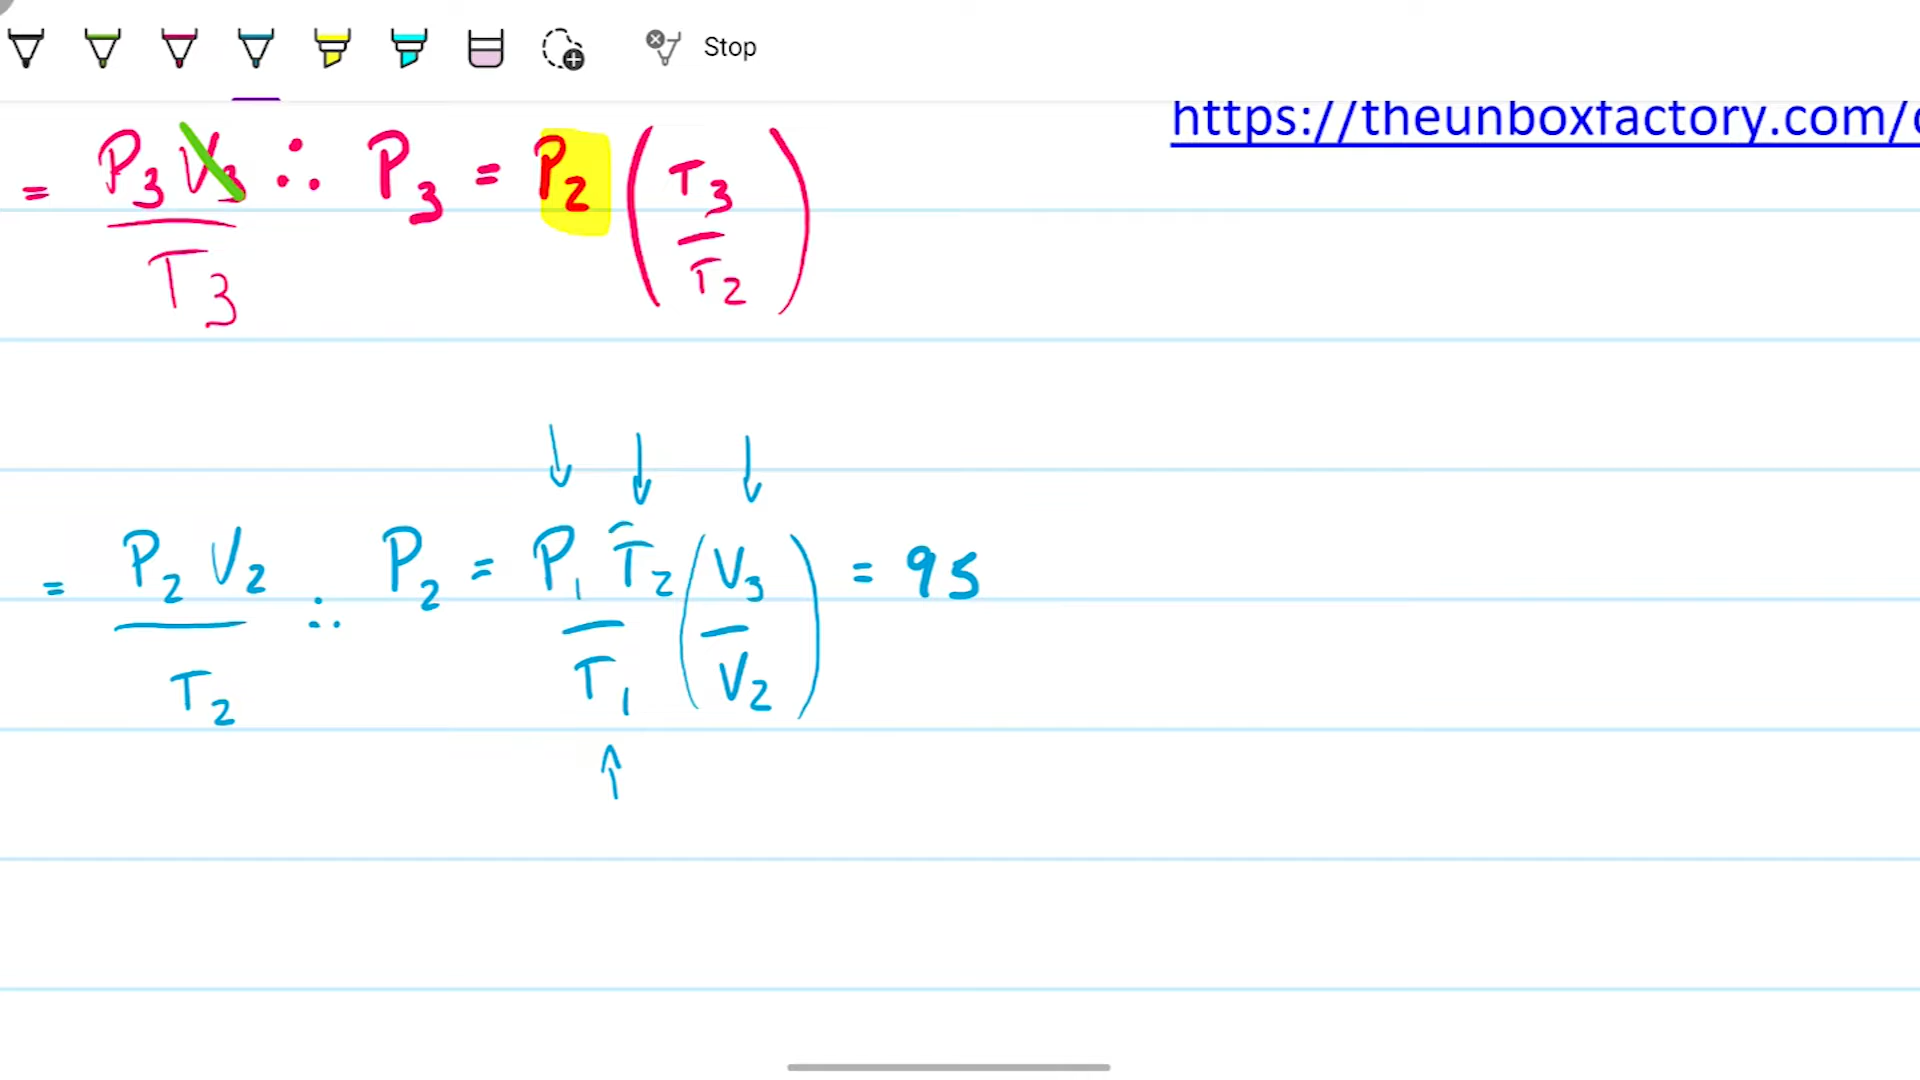 Stop
https://theunboxfactory.com/
= P₃ V₃ / T₃ ∴ P₃ = P₂ ( T₃ / T₂ )
= P₂ V₂ / T₂ ∴ P₂ = P₁ T₂ / T₁ ( V₃ / V₂ ) = 95